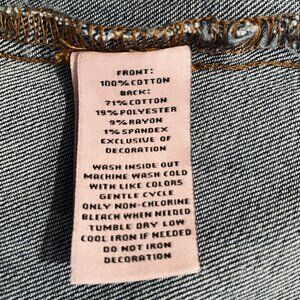 FRONT:
100% COTTON
BACK:
71% COTTON
19% POLYESTER
9% RAYON
1% SPANDEX
EXCLUSIVE OF
DECORATION
WASH INSIDE OUT
MACHINE WASH COLD
WITH LIKE COLORS
GENTLE CYCLE
ONLY NON-CHLORINE
BLEACH WHEN NEEDED
TUMBLE DRY LOW
COOL IRON IF NEEDED
DO NOT IRON
DECORATION